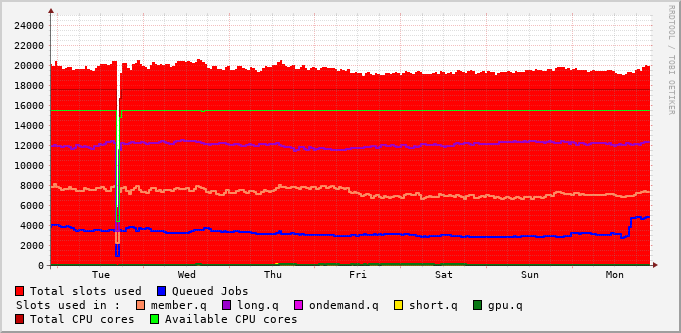 RRDTOOL / TOBI OETIKER
24000
22000
20000
18000
16000
14000
12000
10000
8000
6000
4000
2000
0
Tue Wed Thu Fri Sat Sun Mon
Total slots used Queued Jobs
Slots used in : member.q long.q ondemand.q short.q gpu.q
Total CPU cores Available CPU cores